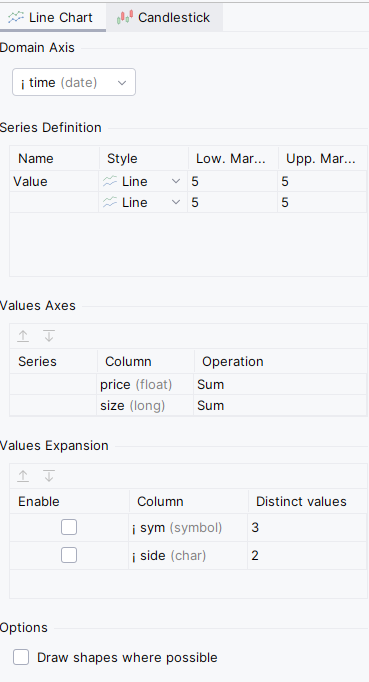 Line Chart Candlestick
Domain Axis
¡ time (date)
Series Definition
Name Style Low. Mar... Upp. Mar...
Value Line 5 5
Line 5 5
Values Axes
Series Column Operation
price (float) Sum
size (long) Sum
Values Expansion
Enable Column Distinct values
¡ sym (symbol) 3
¡ side (char) 2
Options
Draw shapes where possible